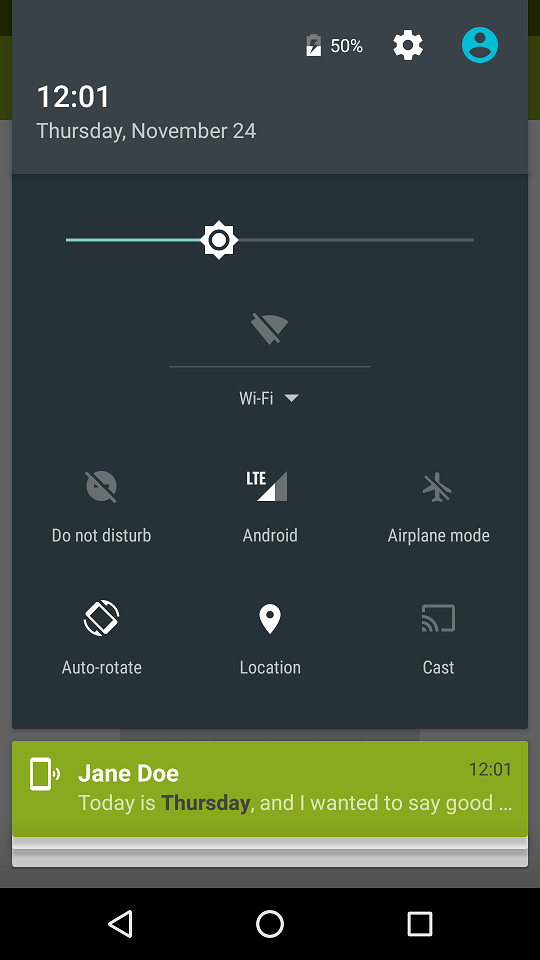 50%
12:01
Thursday, November 24
Wi-Fi
LTE
Do not disturb
Android
Airplane mode
Auto-rotate
Location
Cast
Jane Doe
12:01
Today is Thursday, and I wanted to say good ...